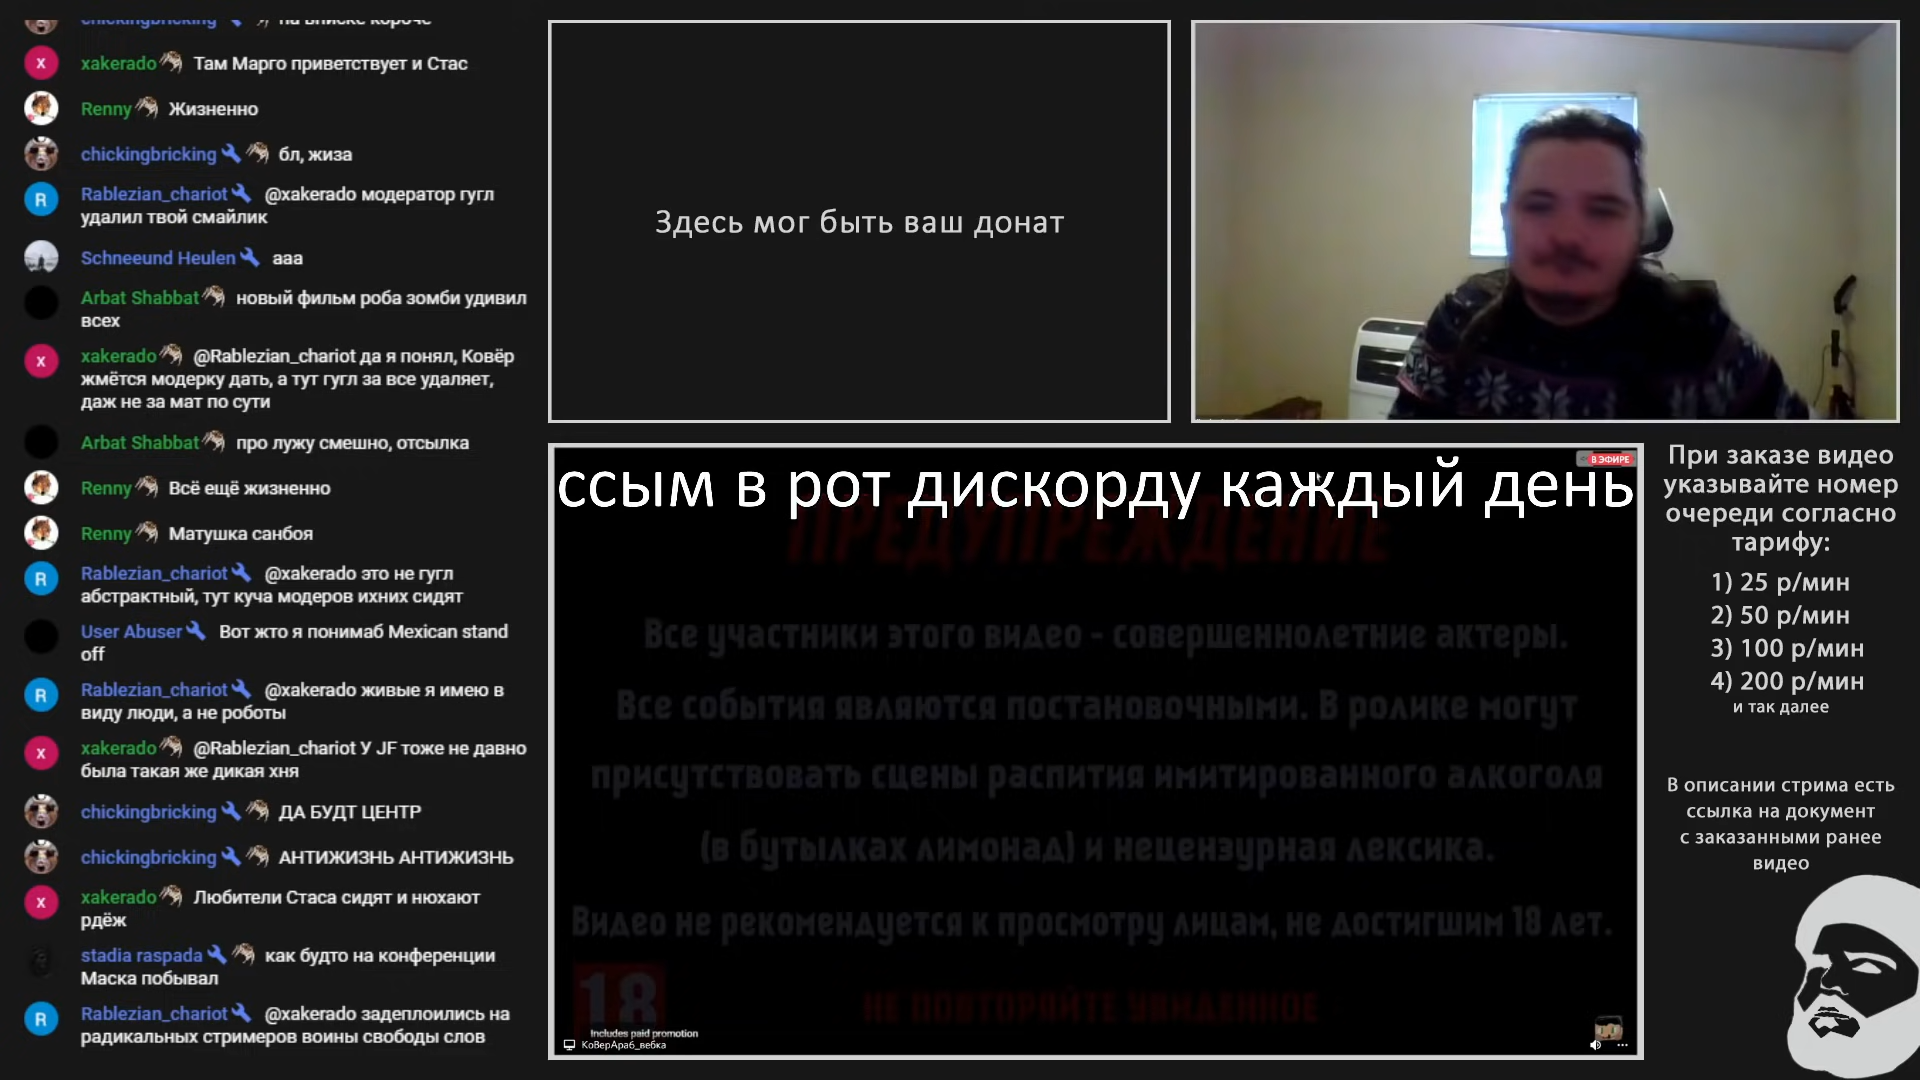 chickingbricking на вписке короче
xakerado Там Марго приветствует и Стас
Renny Жизненно
chickingbricking бл, жиза
Rablezian_chariot @xakerado модератор гугл
удалил твой смайлик
Schneeund Heulen ааа
Arbat Shabbat новый фильм роба зомби удивил
всех
xakerado @Rablezian_chariot да я понял, Ковёр
жмётся модерку дать, а тут гугл за все удаляет,
даж не за мат по сути
Arbat Shabbat про лужу смешно, отсылка
Renny Всё ещё жизненно
Renny Матушка санбоя
Rablezian_chariot @xakerado это не гугл
абстрактный, тут куча модеров ихних сидят
User Abuser Вот жто я понимаб Mexican stand
off
Rablezian_chariot @xakerado живые я имею в
виду люди, а не роботы
xakerado @Rablezian_chariot У JF тоже не давно
была такая же дикая хня
chickingbricking ДА БУДТ ЦЕНТР
chickingbricking АНТИЖИЗНЬ АНТИЖИЗНЬ
xakerado Любители Стаса сидят и нюхают
рдёж
stadia raspada как будто на конференции
Маска побывал
Rablezian_chariot @xakerado задеплоились на
радикальных стримеров воины свободы слов
Здесь мог быть ваш донат
В ЭФИРЕ
ссым в рот дискорду каждый день
ПРЕДУПРЕЖДЕНИЕ
Все участники этого видео - совершеннолетние актеры.
Все события являются постановочными. В ролике могут
присутствовать сцены распития имитированного алкоголя
(в бутылках лимонад) и нецензурная лексика.
Видео не рекомендуется к просмотру лицам, не достигшим 18 лет.
18
НЕ ПОВТОРЯЙТЕ УВИДЕННОЕ
Includes paid promotion
КоВерАраб_вебка
При заказе видео
указывайте номер
очереди согласно
тарифу:
1) 25 р/мин
2) 50 р/мин
3) 100 р/мин
4) 200 р/мин
и так далее
В описании стрима есть
ссылка на документ
с заказанными ранее
видео
X
R
X
R
R
X
X
R